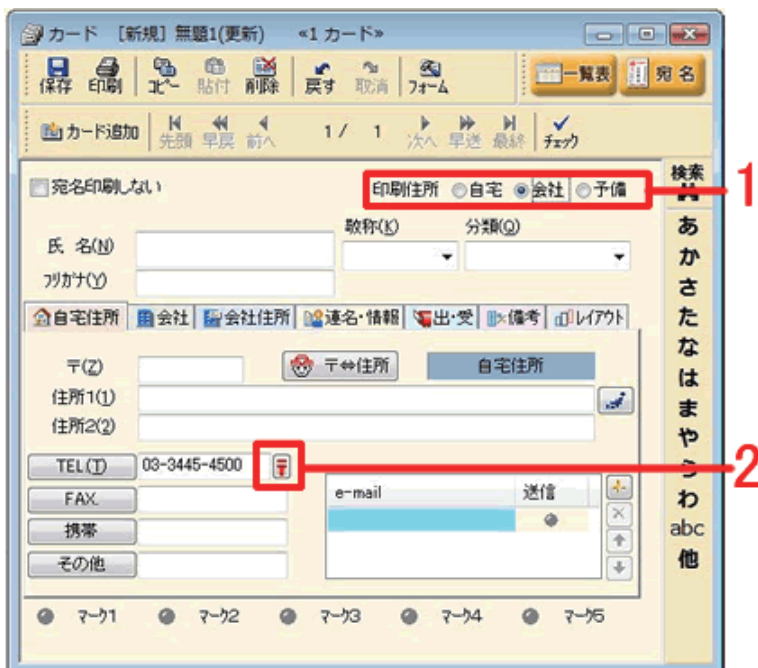 カード [新規] 無題1(更新) «1 カード»
保存 印刷 コピー 貼付 削除 戻す 取消 フォーム 一覧表 宛名
カード追加 先頭 早戻 前へ 1 / 1 次へ 早送 最終 チェック
宛名印刷しない
印刷住所 自宅 会社 予備
1
検索
敬称(K) 分類(Q)
氏 名(N)
フリガナ(Y)
自宅住所 会社 会社住所 連名・情報 出・受 備考 レイアウト
〒(Z) 〒⇔住所 自宅住所
住所1(1)
住所2(2)
TEL(T) 03-3445-4500 〒
2
FAX.
e-mail 送信
携帯
その他
マーク1 マーク2 マーク3 マーク4 マーク5
あ
か
さ
た
な
は
ま
や
ら
わ
abc
他